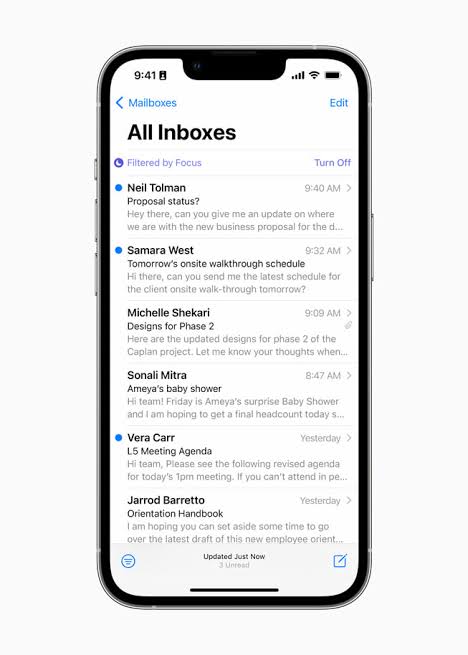 9:41
Mailboxes
Edit
All Inboxes
Filtered by Focus
Turn Off
Neil Tolman
9:40 AM
Proposal status?
Hey there, can you give me an update on where
we are with the new business proposal for the d...
Samara West
9:32 AM
Tomorrow's onsite walkthrough schedule
Hi there, can you send me the latest schedule for
the client onsite walk-through tomorrow?
Michelle Shekari
9:09 AM
Designs for Phase 2
Here are the updated designs for phase 2 of the
Caplan project. Let me know your thoughts when...
Sonali Mitra
8:47 AM
Ameya's baby shower
Hi team! Friday is Ameya's surprise Baby Shower
and I am hoping to get a final headcount today s...
Vera Carr
Yesterday
L5 Meeting Agenda
Hi team, Please see the following revised agenda
for today's 1pm meeting. If you can't attend in pe...
Jarrod Barretto
Yesterday
Orientation Handbook
I am hoping you can set aside some time to go
over the latest draft of this new employee orient...
Updated Just Now
3 Unread